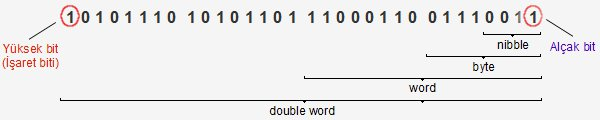 10101110 10101101 11000110 01110011
Yüksek bit
(İşaret biti)
Alçak bit
nibble
byte
word
double word